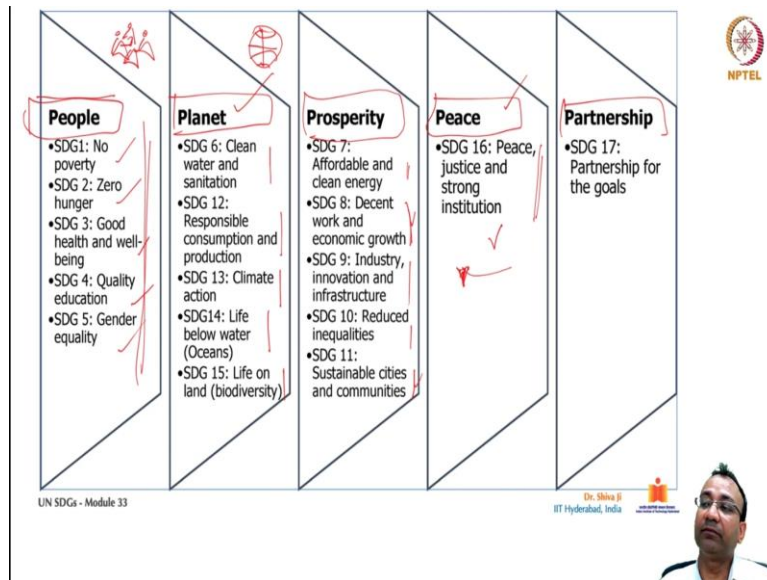 NPTEL
People
•SDG1: No
poverty
•SDG 2: Zero
hunger
•SDG 3: Good
health and well-
being
•SDG 4: Quality
education
•SDG 5: Gender
equality
Planet
•SDG 6: Clean
water and
sanitation
•SDG 12:
Responsible
consumption and
production
•SDG 13: Climate
action
•SDG14: Life
below water
(Oceans)
•SDG 15: Life on
land (biodiversity)
Prosperity
•SDG 7:
Affordable and
clean energy
•SDG 8: Decent
work and
economic growth
•SDG 9: Industry,
innovation and
infrastructure
•SDG 10: Reduced
inequalities
•SDG 11:
Sustainable cities
and communities
Peace
•SDG 16: Peace,
justice and
strong
institution
Partnership
•SDG 17:
Partnership for
the goals
UN SDGs - Module 33
Dr. Shiva Ji
IIT Hyderabad, India